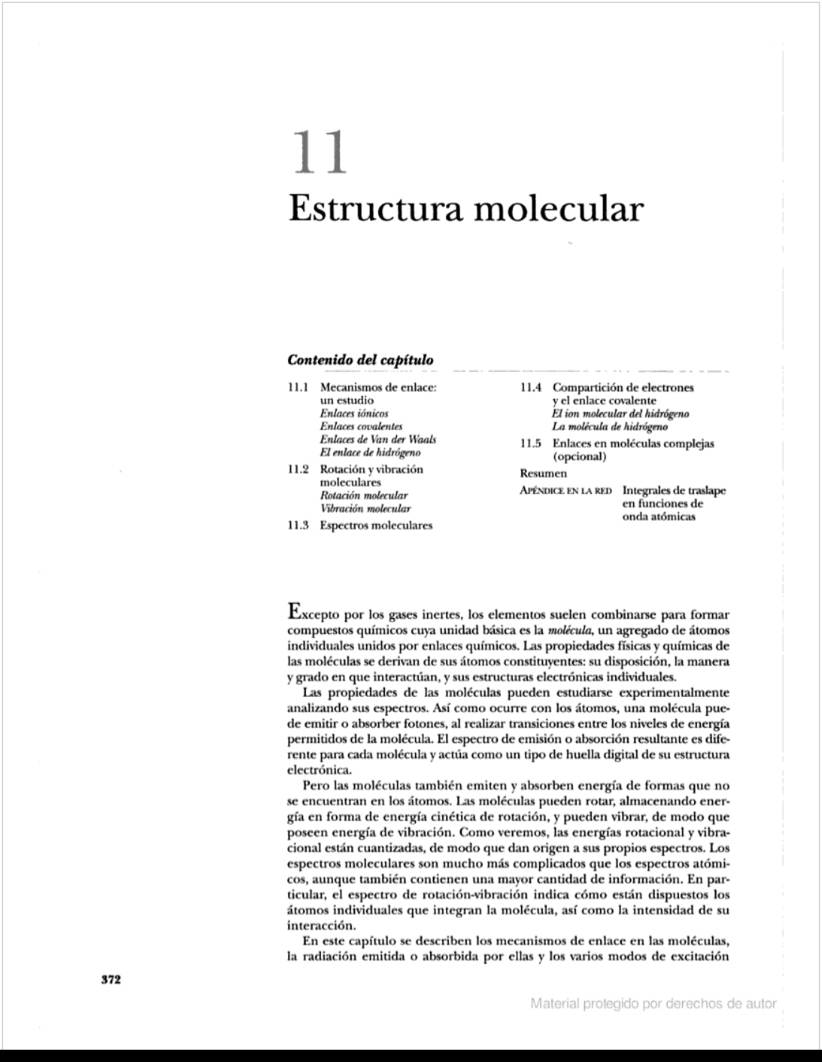 11
Estructura molecular
Contenido del capítulo
11.1 Mecanismos de enlace:
un estudio
Enlaces iónicos
Enlaces covalentes
Enlaces de Van der Waals
El enlace de hidrógeno
11.2 Rotación y vibración
moleculares
Rotación molecular
Vibración molecular
11.3 Espectros moleculares
11.4 Compartición de electrones
y el enlace covalente
El ion molecular del hidrógeno
La molécula de hidrógeno
11.5 Enlaces en moléculas complejas
(opcional)
Resumen
APÉNDICE EN LA RED Integrales de traslape
en funciones de
onda atómicas
Excepto por los gases inertes, los elementos suelen combinarse para formar
compuestos químicos cuya unidad básica es la molécula, un agregado de átomos
individuales unidos por enlaces químicos. Las propiedades físicas y químicas de
las moléculas se derivan de sus átomos constituyentes: su disposición, la manera
y grado en que interactúan, y sus estructuras electrónicas individuales.
Las propiedades de las moléculas pueden estudiarse experimentalmente
analizando sus espectros. Así como ocurre con los átomos, una molécula pue-
de emitir o absorber fotones, al realizar transiciones entre los niveles de energía
permitidos de la molécula. El espectro de emisión o absorción resultante es dife-
rente para cada molécula y actúa como un tipo de huella digital de su estructura
electrónica.
Pero las moléculas también emiten y absorben energía de formas que no
se encuentran en los átomos. Las moléculas pueden rotar, almacenando ener-
gía en forma de energía cinética de rotación, y pueden vibrar, de modo que
poseen energía de vibración. Como veremos, las energías rotacional y vibra-
cional están cuantizadas, de modo que dan origen a sus propios espectros. Los
espectros moleculares son mucho más complicados que los espectros atómi-
cos, aunque también contienen una mayor cantidad de información. En par-
ticular, el espectro de rotación-vibración indica cómo están dispuestos los
átomos individuales que integran la molécula, así como la intensidad de su
interacción.
En este capítulo se describen los mecanismos de enlace en las moléculas,
la radiación emitida o absorbida por ellas y los varios modos de excitación
372
Material protegido por derechos de autor